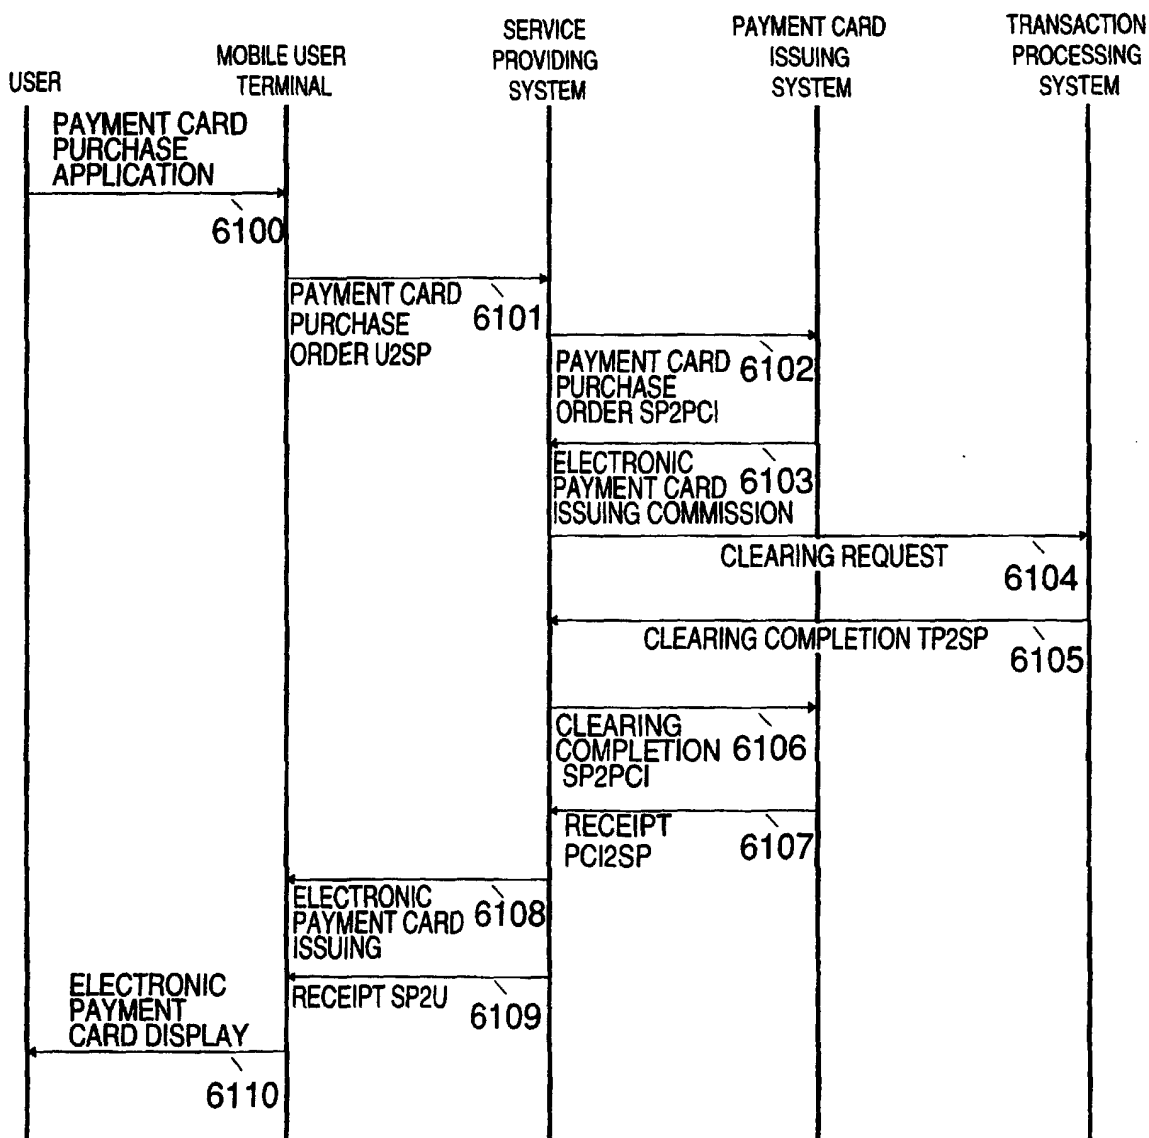 USER
MOBILE USER
TERMINAL
SERVICE
PROVIDING
SYSTEM
PAYMENT CARD
ISSUING
SYSTEM
TRANSACTION
PROCESSING
SYSTEM
PAYMENT CARD
PURCHASE
APPLICATION
6100
PAYMENT CARD
PURCHASE
ORDER U2SP
6101
PAYMENT CARD
PURCHASE
ORDER SP2PCI
6102
ELECTRONIC
PAYMENT CARD
ISSUING COMMISSION
6103
CLEARING REQUEST
6104
CLEARING COMPLETION TP2SP
6105
CLEARING
COMPLETION
SP2PCI
6106
RECEIPT
PCI2SP
6107
ELECTRONIC
PAYMENT CARD
ISSUING
6108
RECEIPT SP2U
6109
ELECTRONIC
PAYMENT
CARD DISPLAY
6110